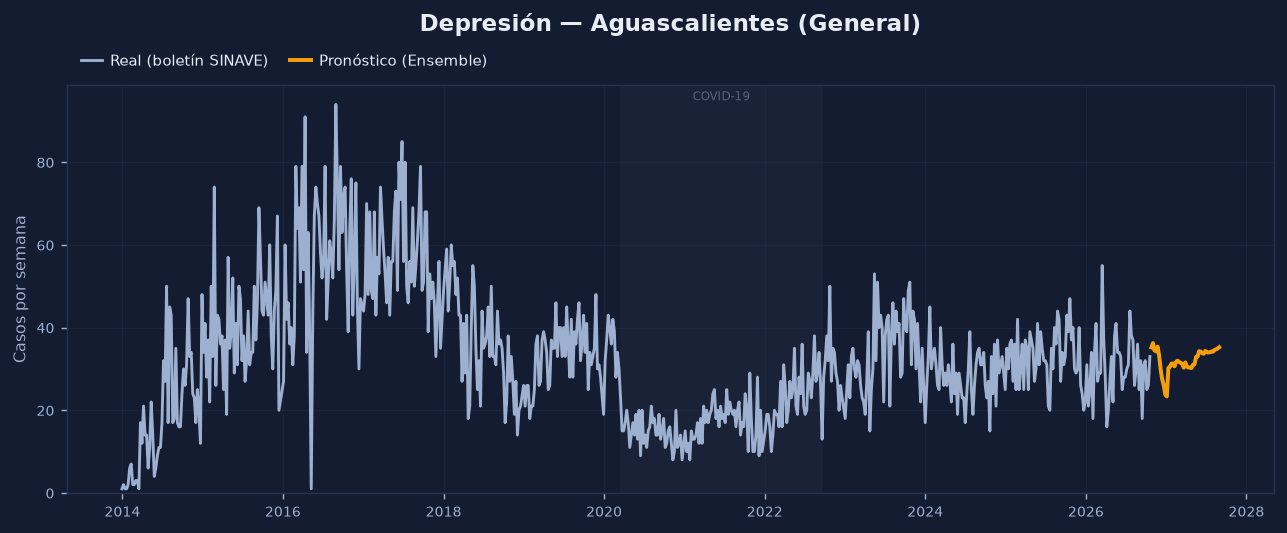 Depresión — Aguascalientes (General)
Real (boletín SINAVE)
Pronóstico (Ensemble)
COVID-19
Casos por semana
80
60
40
20
0
2014
2016
2018
2020
2022
2024
2026
2028